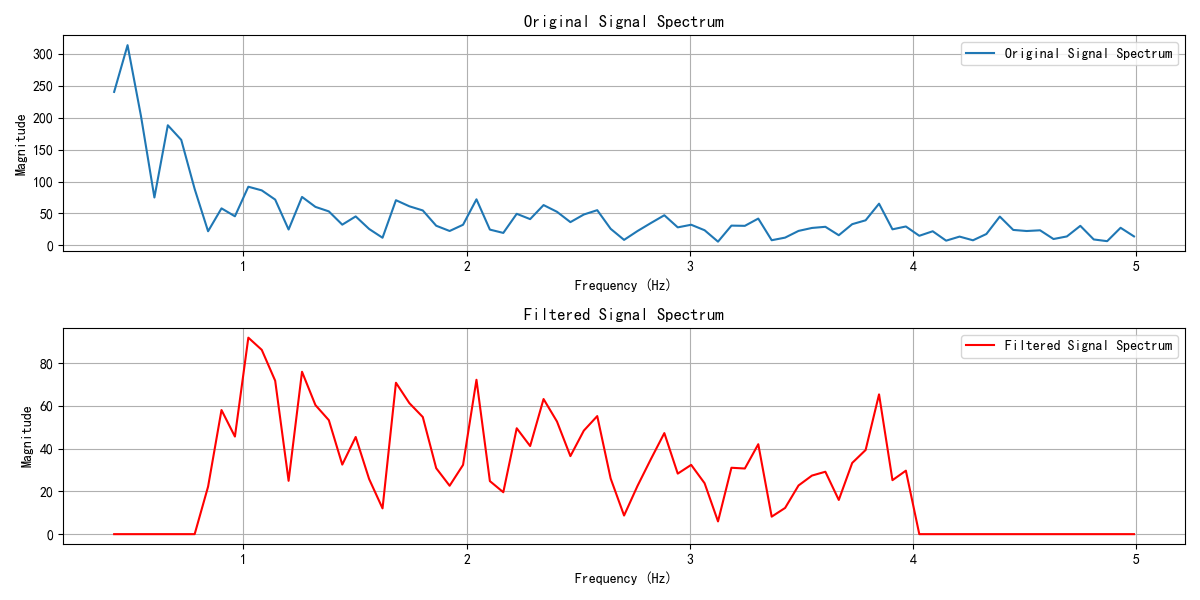 Original Signal Spectrum
300
250
200
150
100
50
0
Magnitude
Original Signal Spectrum
1
2
3
4
5
Frequency (Hz)
Filtered Signal Spectrum
80
60
40
20
0
Magnitude
Filtered Signal Spectrum
1
2
3
4
5
Frequency (Hz)